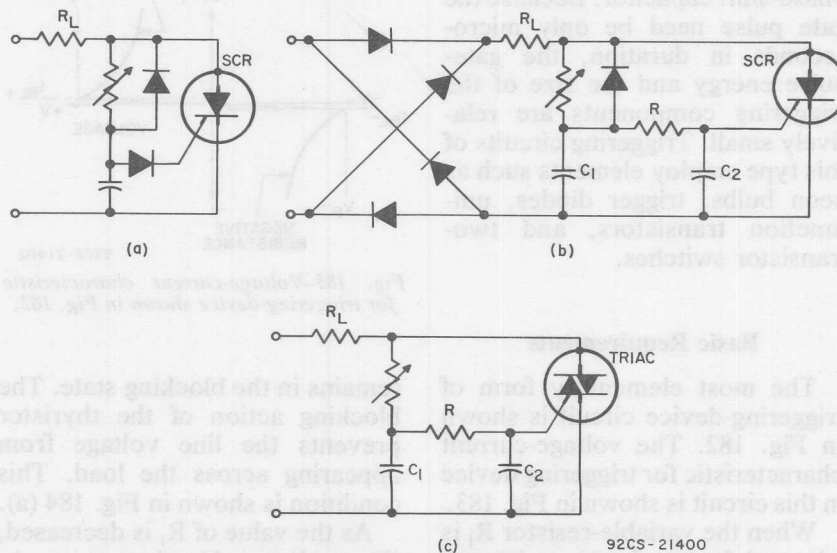 phase-shift capacitor. Because the
gate pulse need be only micro-
seconds in duration, the gate-
pulse energy and the size of the
triggering components are rela-
tively small. Triggering circuits of
this type employ elements such as
neon bulbs, trigger diodes, uni-
junction transistors, and two-
transistor switches.
RL
SCR
(a)
RL
SCR
R
C1
C2
(b)
VOLTAGE
NEGATIVE
RESISTANCE
92CS-21402
Fig. 183–Voltage-current characteristic
for triggering-device shown in Fig. 182.
Basic Requirements
The most elementary form of
triggering-device circuit is shown
in Fig. 182. The voltage-current
characteristic for triggering device
in this circuit is shown in Fig. 183.
When the variable-resistor R1 is
RL
TRIAC
R
C1
C2
(c)
92CS-21400
remains in the blocking state. The
blocking action of the thyristor
prevents the line voltage from
appearing across the load. This
condition is shown in Fig. 184 (a).
As the value of R1 is decreased,